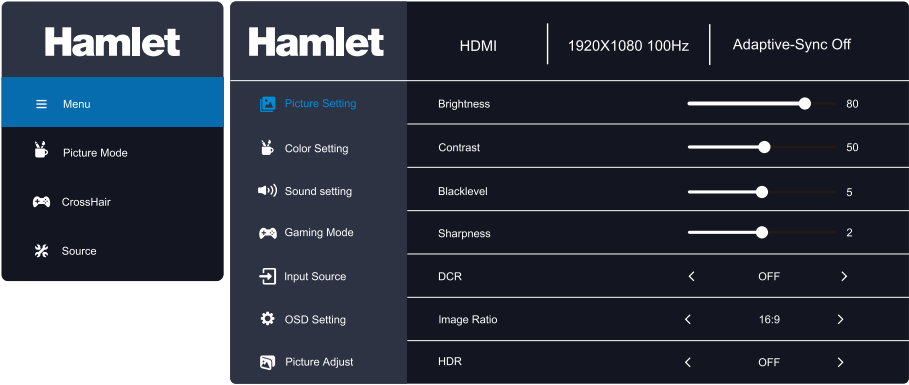 Hamlet
Menu
Picture Mode
CrossHair
Source
Hamlet
HDMI
1920X1080 100Hz
Adaptive-Sync Off
Picture Setting
Color Setting
Sound setting
Gaming Mode
Input Source
OSD Setting
Picture Adjust
Brightness 80
Contrast 50
Blacklevel 5
Sharpness 2
DCR OFF
Image Ratio 16:9
HDR OFF